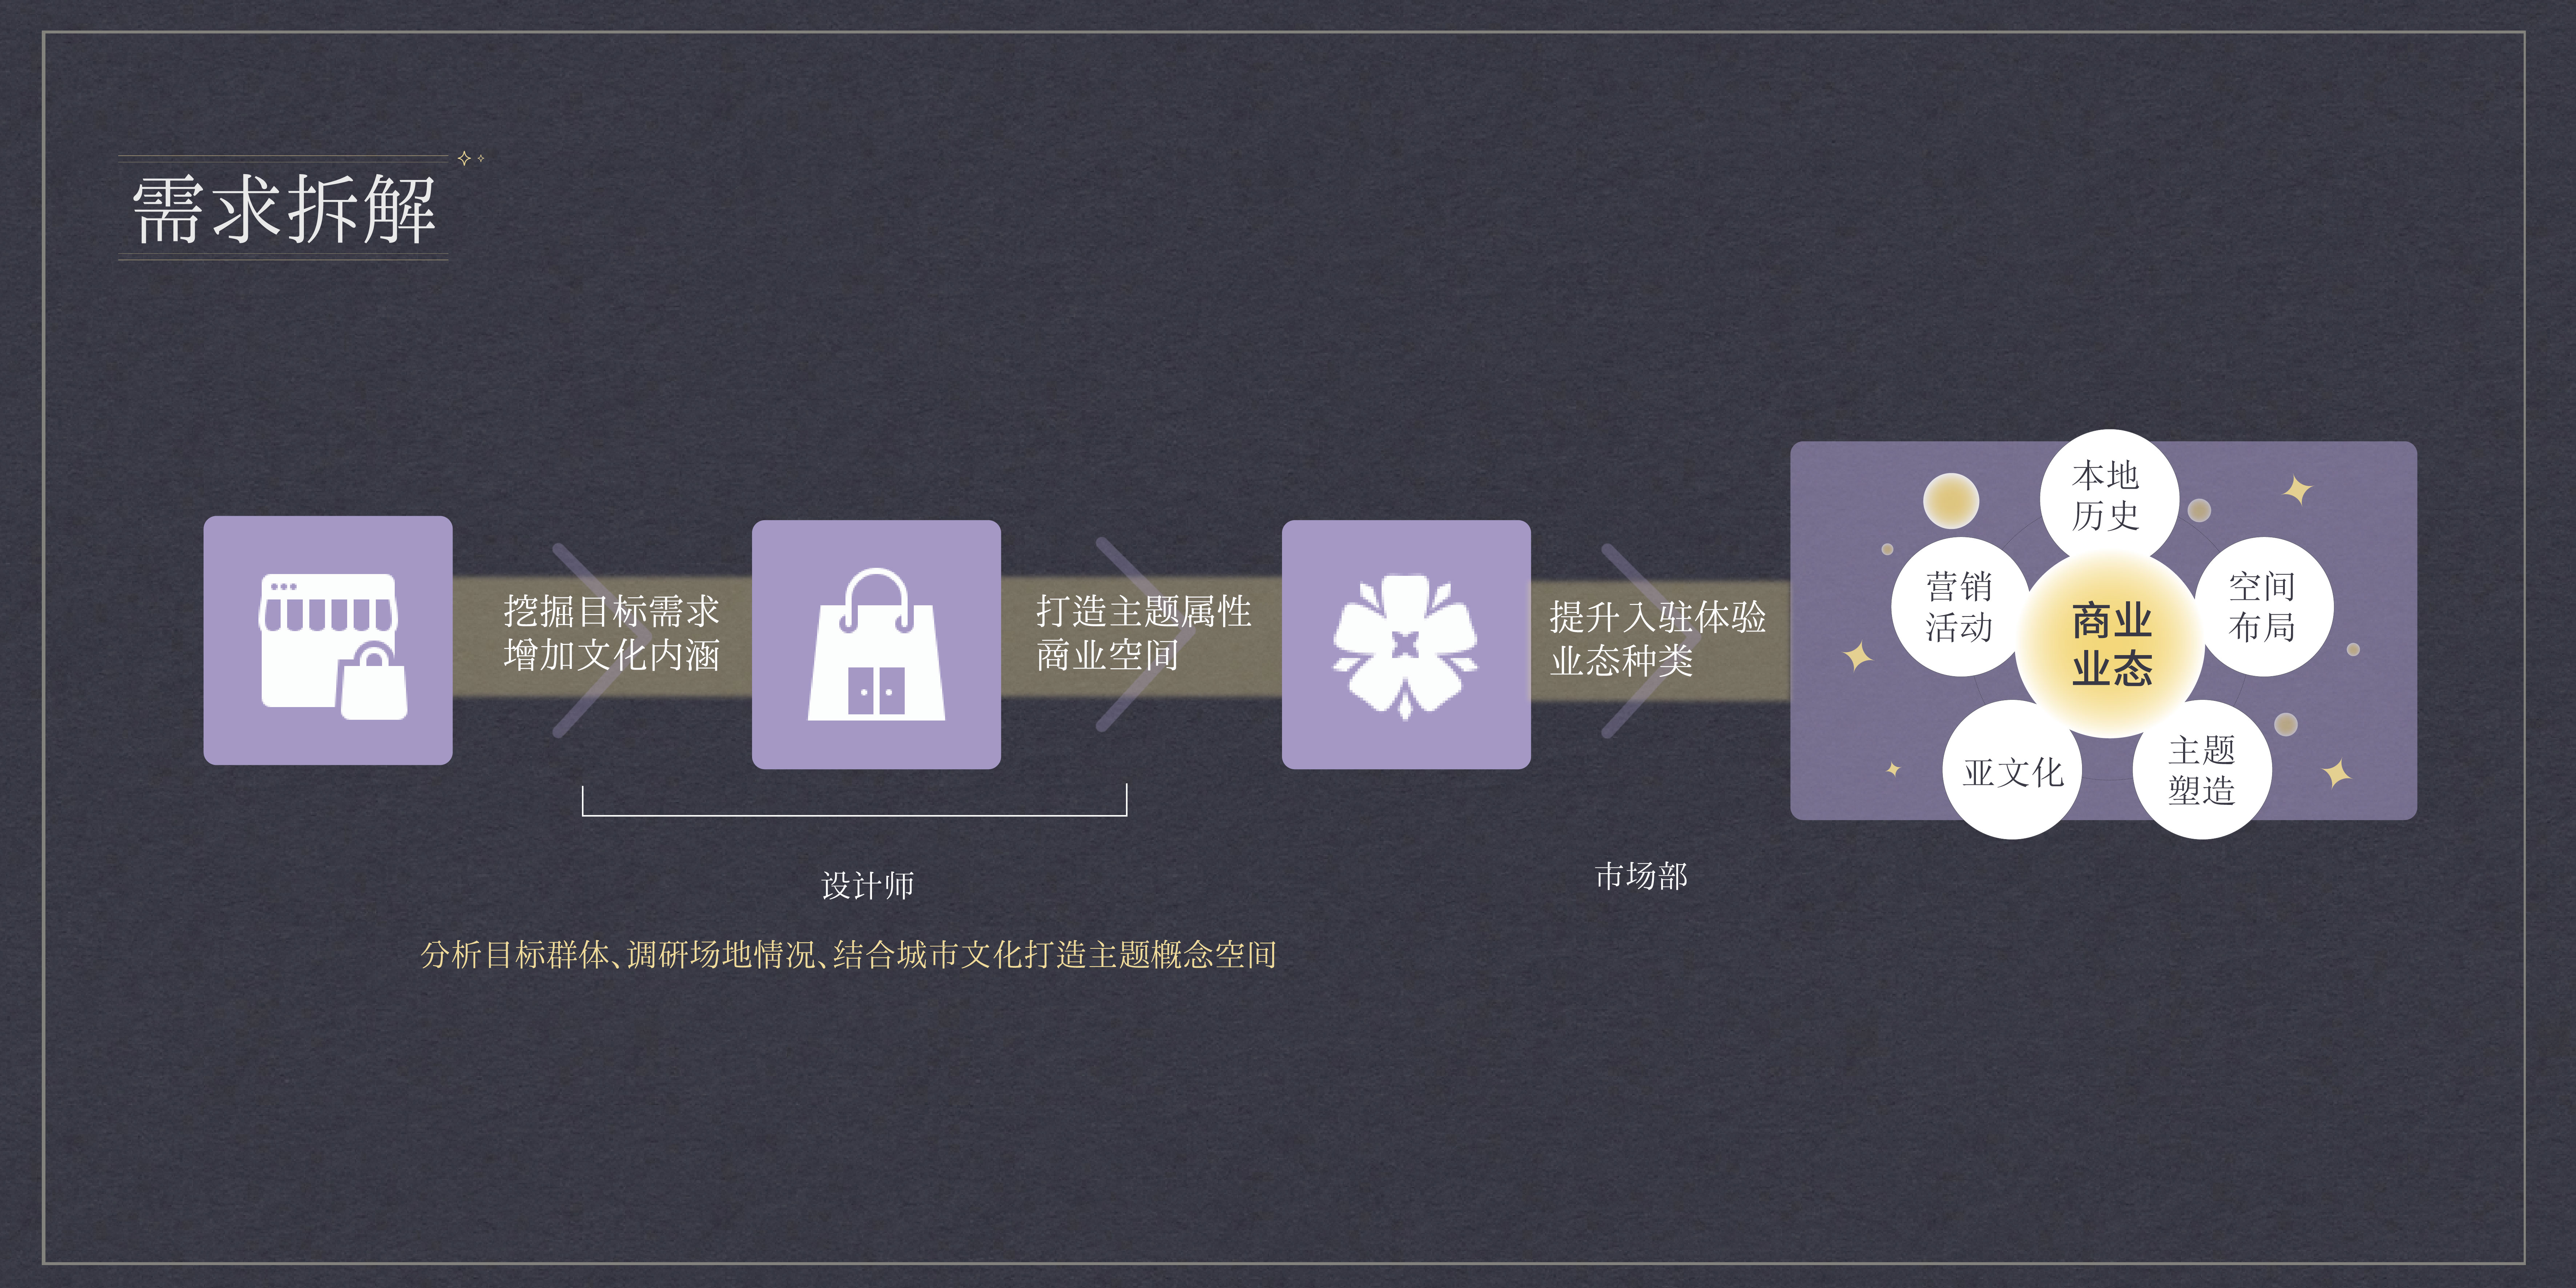 需求拆解
挖掘目标需求
增加文化内涵
打造主题属性
商业空间
提升入驻体验
业态种类
本地
历史
营销
活动
空间
布局
商业
业态
亚文化
主题
塑造
设计师
市场部
分析目标群体、调研场地情况、结合城市文化打造主题概念空间